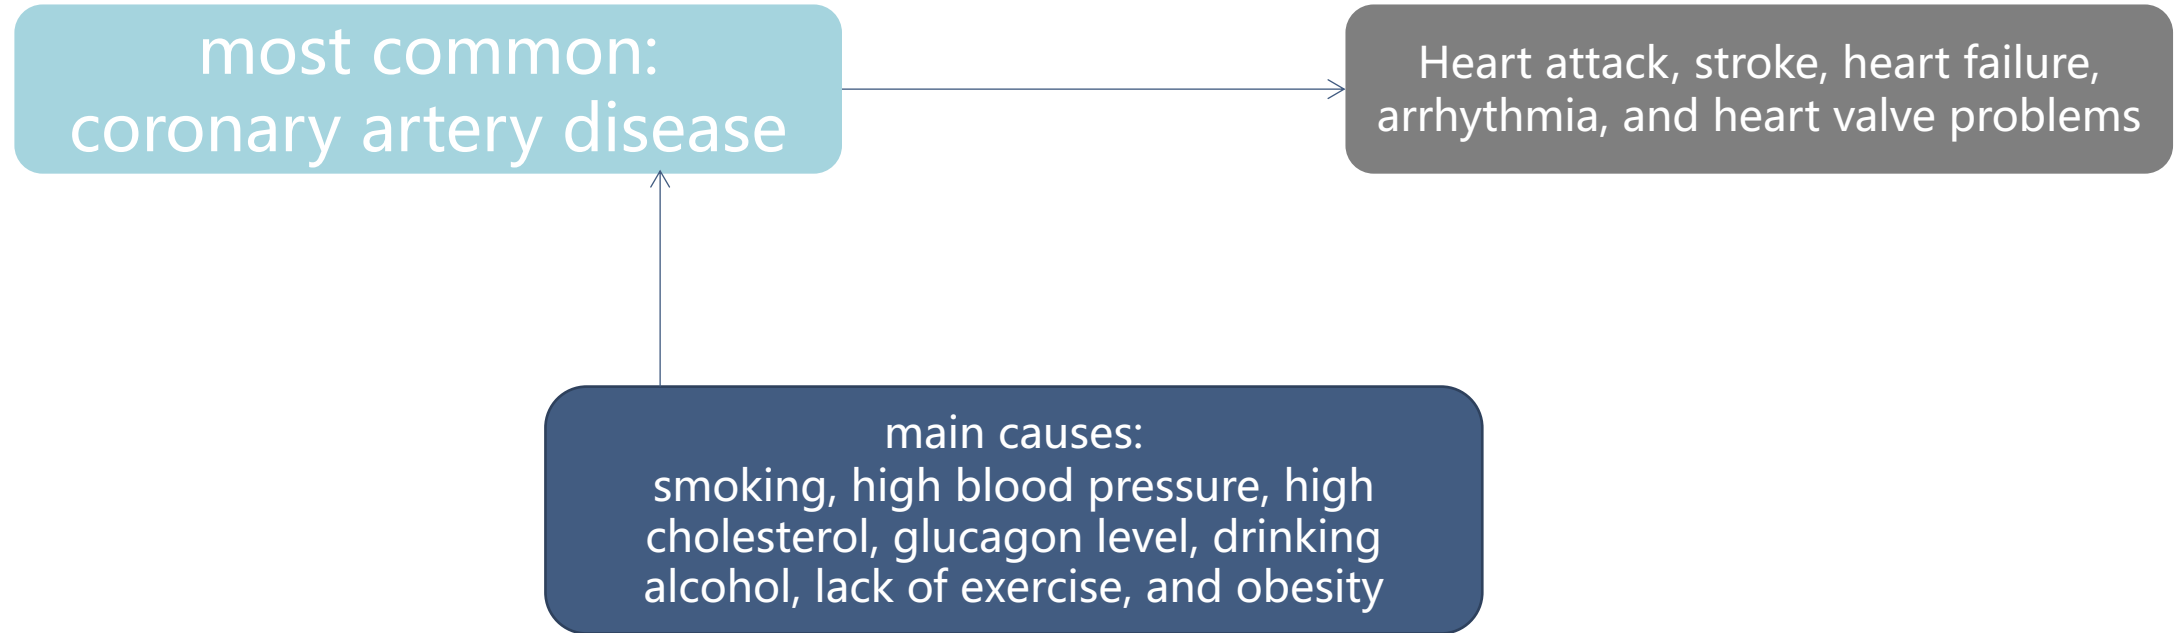 most common:
coronary artery disease
Heart attack, stroke, heart failure,
arrhythmia, and heart valve problems
main causes:
smoking, high blood pressure, high
cholesterol, glucagon level, drinking
alcohol, lack of exercise, and obesity